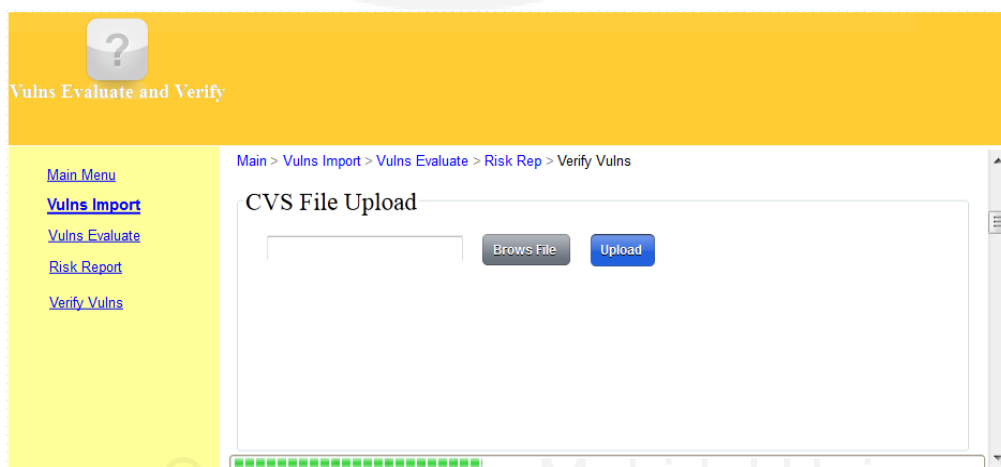 ?
Vulns Evaluate and Verify
Main > Vulns Import > Vulns Evaluate > Risk Rep > Verify Vulns
Main Menu
Vulns Import
Vulns Evaluate
Risk Report
Verify Vulns
CVS File Upload
Brows File
Upload